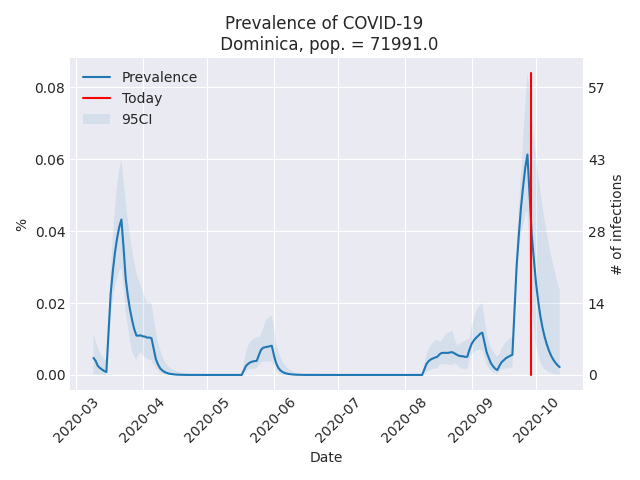 Prevalence of COVID-19
Dominica, pop. = 71991.0
Prevalence
Today
95CI
0.08
0.06
0.04
0.02
0.00
%
57
43
28
14
0
# of infections
2020-03
2020-04
2020-05
2020-06
2020-07
2020-08
2020-09
2020-10
Date